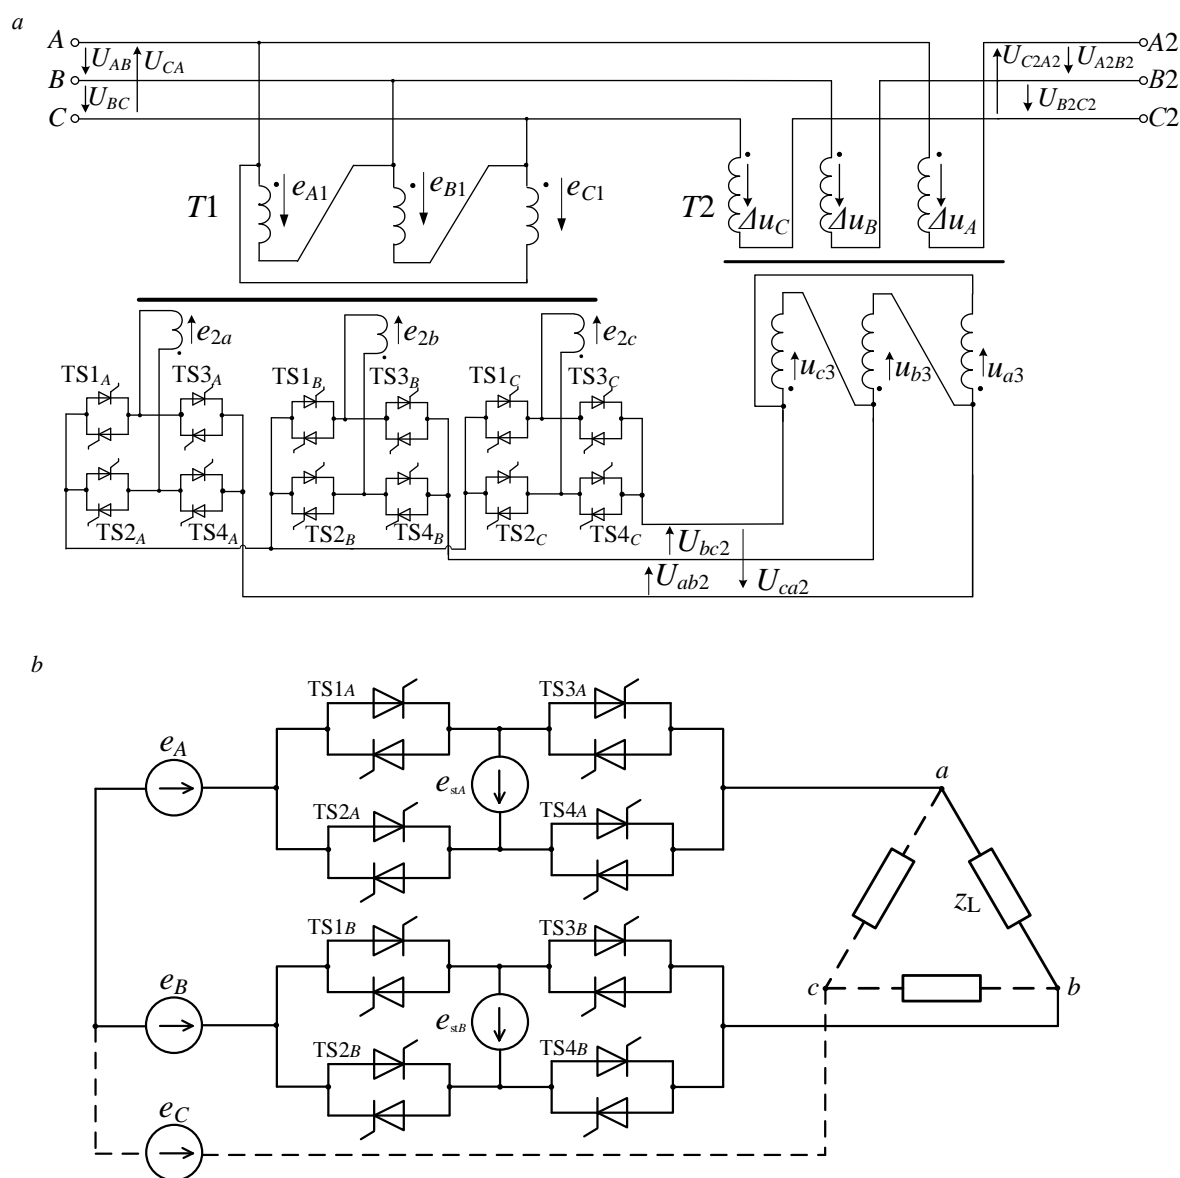 a
A U_AB U_CA U_C2A2 U_A2B2 A2
B U_BC U_B2C2 B2
C C2
T1 e_A1 e_B1 e_C1 T2 Δu_C Δu_B Δu_A
e_2a e_2b e_2c
TS1_A TS3_A TS1_B TS3_B TS1_C TS3_C u_c3 u_b3 u_a3
TS2_A TS4_A TS2_B TS4_B TS2_C TS4_C
U_bc2
U_ab2 U_ca2
b
TS1A TS3A
e_A e_stA a
TS2A TS4A
z_L
TS1B TS3B
e_B e_stB c b
TS2B TS4B
e_C